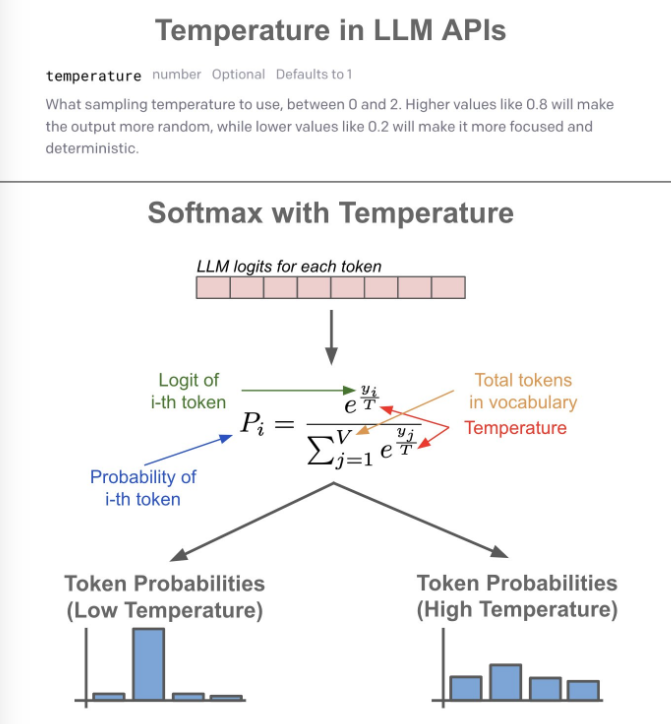 Temperature in LLM APIs
temperature number Optional Defaults to 1
What sampling temperature to use, between 0 and 2. Higher values like 0.8 will make
the output more random, while lower values like 0.2 will make it more focused and
deterministic.
Softmax with Temperature
LLM logits for each token
Logit of
i-th token
Total tokens
in vocabulary
Temperature
P_i = e^{\frac{y_i}{T}} / \sum_{j=1}^{V} e^{\frac{y_j}{T}}
Probability of
i-th token
Token Probabilities
(Low Temperature)
Token Probabilities
(High Temperature)